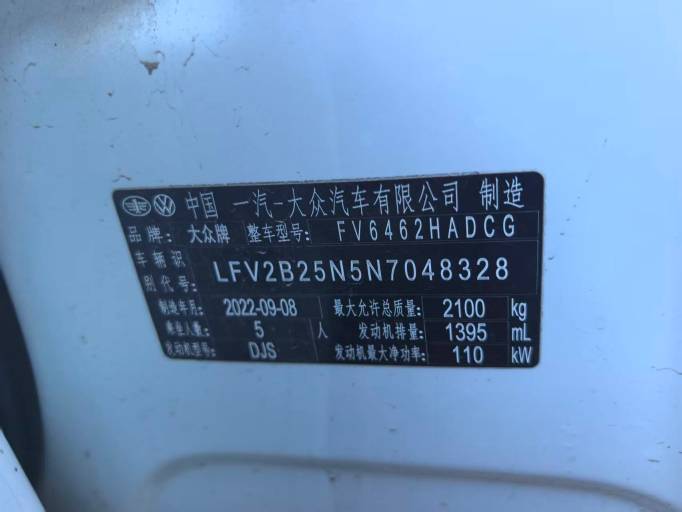 中国 一汽-大众汽车有限公司 制造
品牌: 大众牌 整车型号: FV6462HADCG
车辆识别代号: LFV2B25N5N7048328
制造年月: 2022-09-08 最大允许总质量: 2100 kg
乘坐人数: 5 人 发动机排量: 1395 mL
发动机型号: DJS 发动机最大净功率: 110 kW